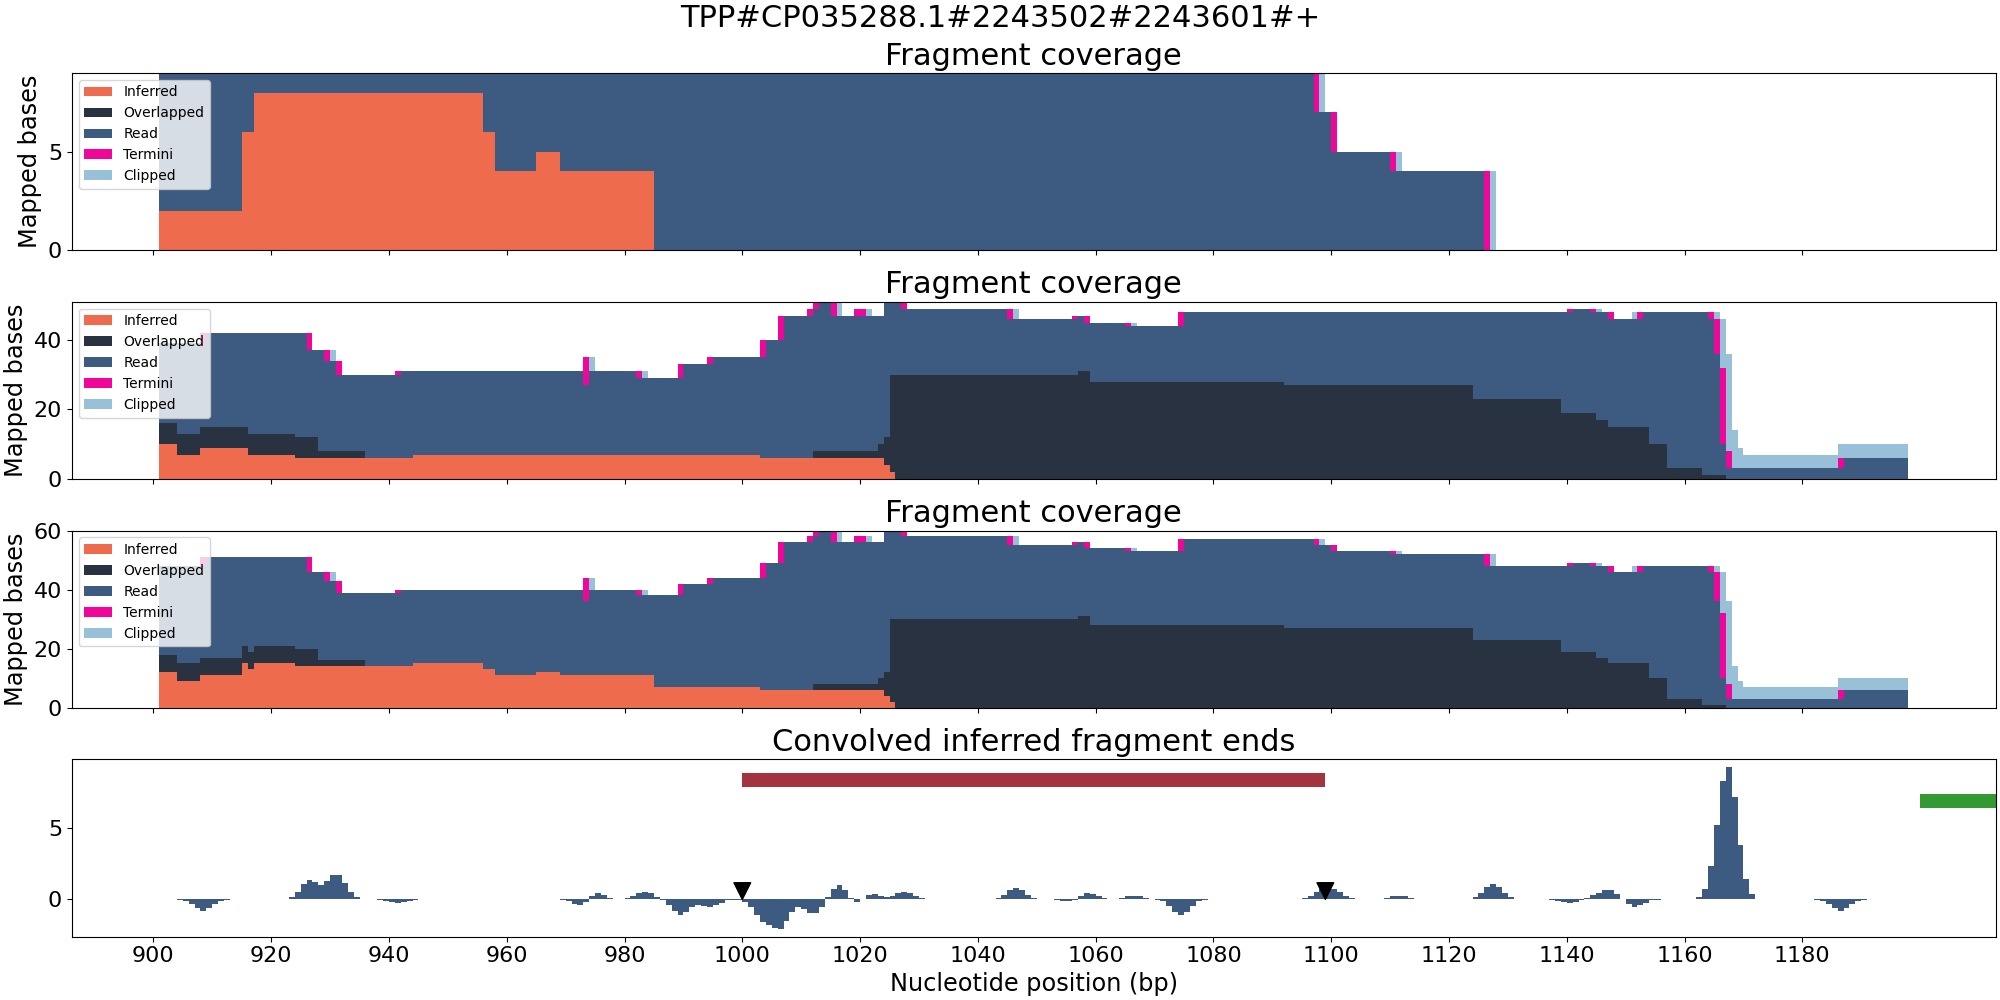 TPP#CP035288.1#2243502#2243601#+
Fragment coverage
Mapped bases
5
0
Inferred
Overlapped
Read
Termini
Clipped
Fragment coverage
Mapped bases
40
20
0
Inferred
Overlapped
Read
Termini
Clipped
Fragment coverage
Mapped bases
60
40
20
0
Inferred
Overlapped
Read
Termini
Clipped
Convolved inferred fragment ends
5
0
900 920 940 960 980 1000 1020 1040 1060 1080 1100 1120 1140 1160 1180
Nucleotide position (bp)